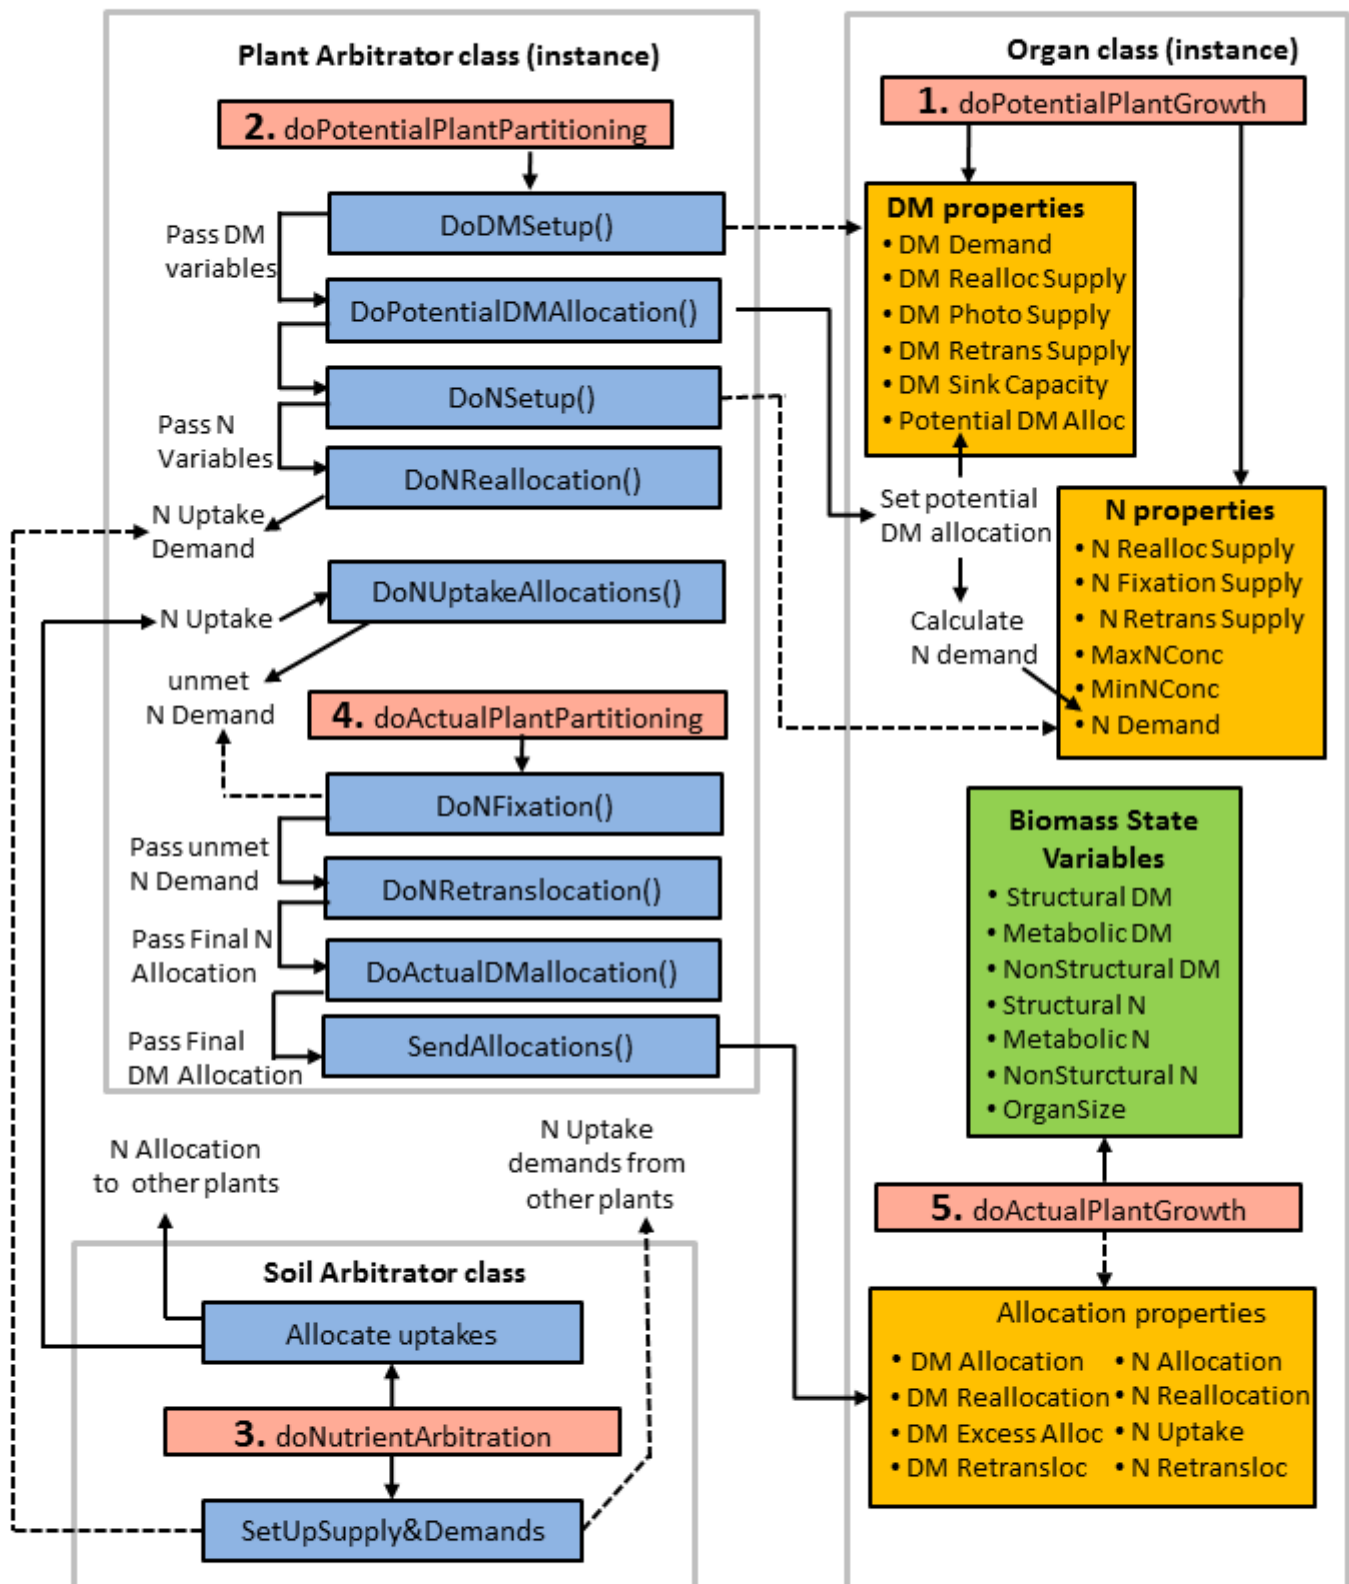 Plant Arbitrator class (instance)
2. doPotentialPlantPartitioning
DoDMSetup()
Pass DM
variables
DoPotentialDMAllocation()
DoNSetup()
Pass N
Variables
DoNReallocation()
N Uptake
Demand
DoNUptakeAllocations()
N Uptake
unmet
N Demand
4. doActualPlantPartitioning
DoNFixation()
Pass unmet
N Demand
DoNRetranslocation()
Pass Final N
Allocation
DoActualDMallocation()
Pass Final
DM Allocation
SendAllocations()
N Allocation
to other plants
N Uptake
demands from
other plants
Soil Arbitrator class
Allocate uptakes
3. doNutrientArbitration
SetUpSupply&Demands
Organ class (instance)
1. doPotentialPlantGrowth
DM properties
• DM Demand
• DM Realloc Supply
• DM Photo Supply
• DM Retrans Supply
• DM Sink Capacity
• Potential DM Alloc
Set potential
DM allocation
Calculate
N demand
N properties
• N Realloc Supply
• N Fixation Supply
• N Retrans Supply
• MaxNConc
• MinNConc
• N Demand
Biomass State
Variables
• Structural DM
• Metabolic DM
• NonStructural DM
• Structural N
• Metabolic N
• NonSturctural N
• OrganSize
5. doActualPlantGrowth
Allocation properties
• DM Allocation • N Allocation
• DM Reallocation • N Reallocation
• DM Excess Alloc • N Uptake
• DM Retransloc • N Retransloc